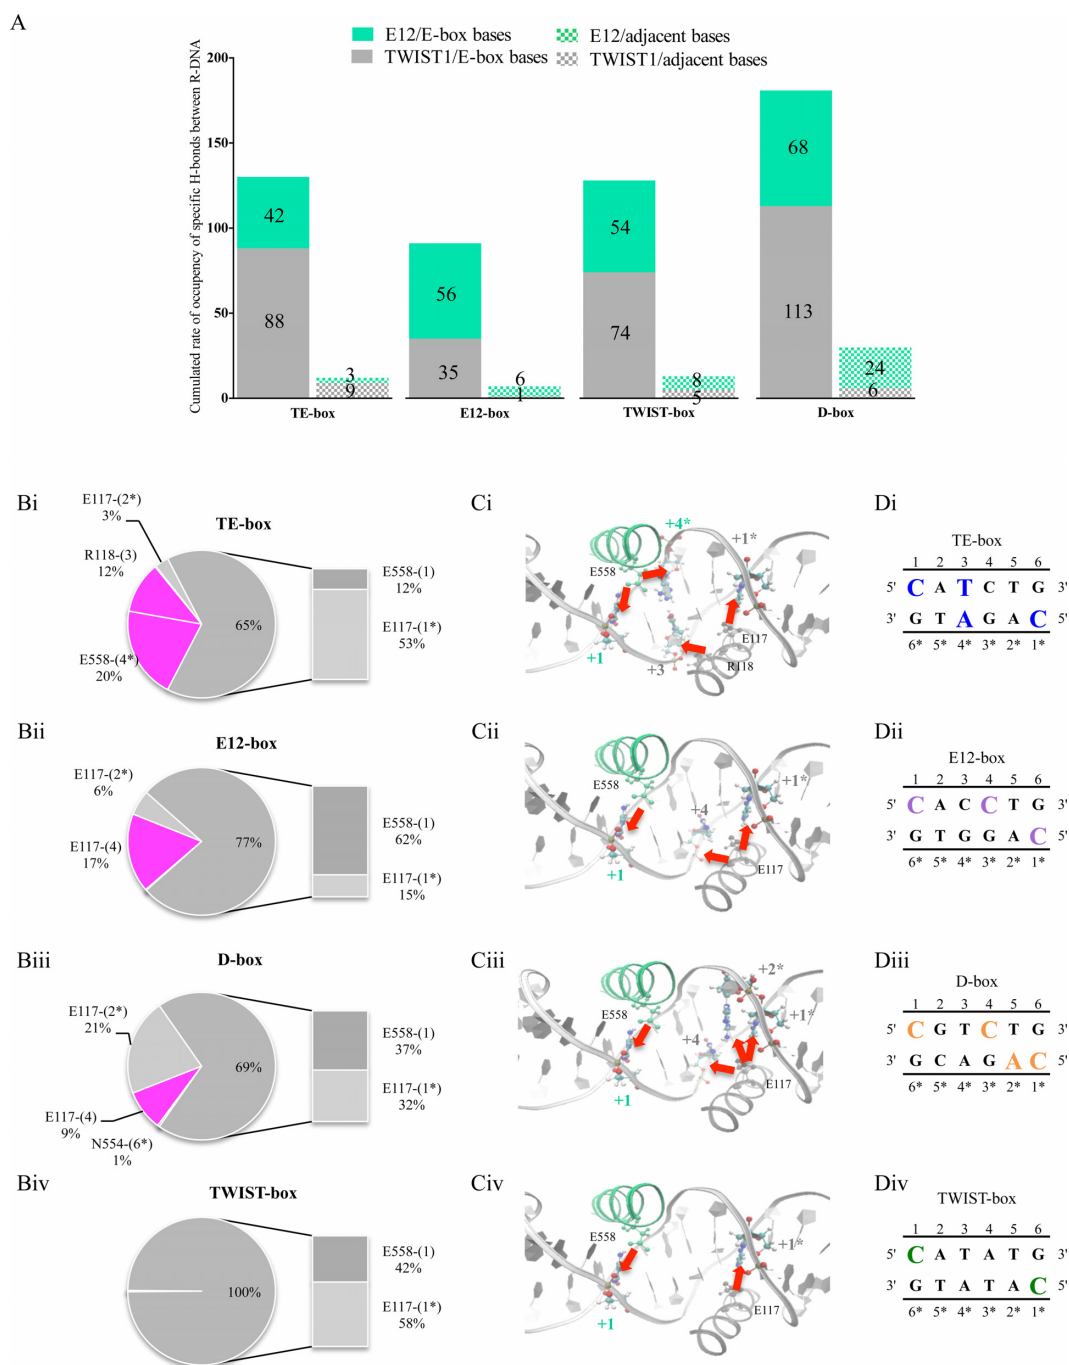 A
E12/E-box bases
E12/adjacent bases
TWIST1/E-box bases
TWIST1/adjacent bases
Cumulated rate of occupency of specific H-bonds between R-DNA
200
150
100
50
0
42
88
3
9
56
35
6
1
54
74
8
5
68
113
24
6
TE-box
E12-box
TWIST-box
D-box
Bi
TE-box
E117-(2*)
3%
R118-(3)
12%
E558-(4*)
20%
65%
E558-(1)
12%
E117-(1*)
53%
Ci
+4*
+1*
E558
+1
+3
E117
R118
Di
TE-box
1 2 3 4 5 6
5' C A T C T G 3'
3' G T A G A C 5'
6* 5* 4* 3* 2* 1*
Bii
E12-box
E117-(2*)
6%
E117-(4)
17%
77%
E558-(1)
62%
E117-(1*)
15%
Cii
E558
+1*
+4
E117
+1
Dii
E12-box
1 2 3 4 5 6
5' C A C C T G 3'
3' G T G G A C 5'
6* 5* 4* 3* 2* 1*
Biii
D-box
E117-(2*)
21%
69%
E117-(4)
9%
N554-(6*)
1%
E558-(1)
37%
E117-(1*)
32%
Ciii
+2*
E558
+1*
+4
E117
+1
Diii
D-box
1 2 3 4 5 6
5' C G T C T G 3'
3' G C A G A C 5'
6* 5* 4* 3* 2* 1*
Biv
TWIST-box
100%
E558-(1)
42%
E117-(1*)
58%
Civ
E558
+1*
E117
+1
Div
TWIST-box
1 2 3 4 5 6
5' C A T A T G 3'
3' G T A T A C 5'
6* 5* 4* 3* 2* 1*